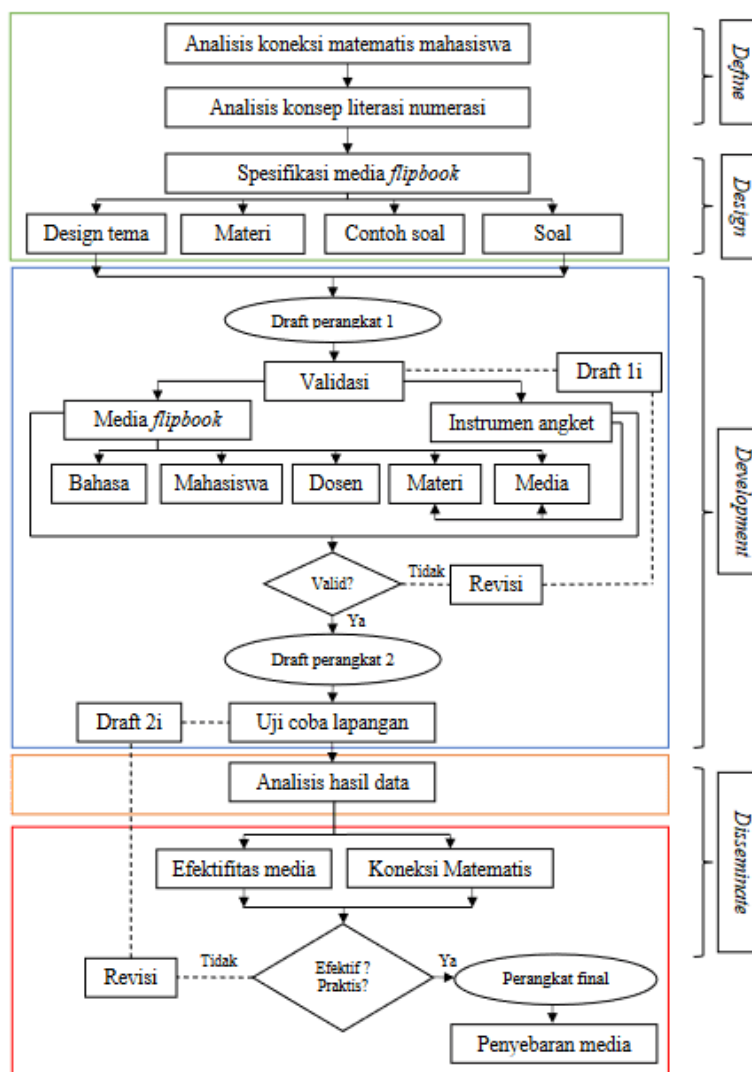 Analisis koneksi matematis mahasiswa
Define
Analisis konsep literasi numerasi
Spesifikasi media flipbook
Design
Design tema
Materi
Contoh soal
Soal
Draft perangkat 1
Validasi
Draft 1i
Media flipbook
Instrumen angket
Development
Bahasa
Mahasiswa
Dosen
Materi
Media
Valid?
Tidak
Revisi
Ya
Draft perangkat 2
Draft 2i
Uji coba lapangan
Analisis hasil data
Disseminate
Efektifitas media
Koneksi Matematis
Revisi
Tidak
Efektif ?
Praktis?
Ya
Perangkat final
Penyebaran media